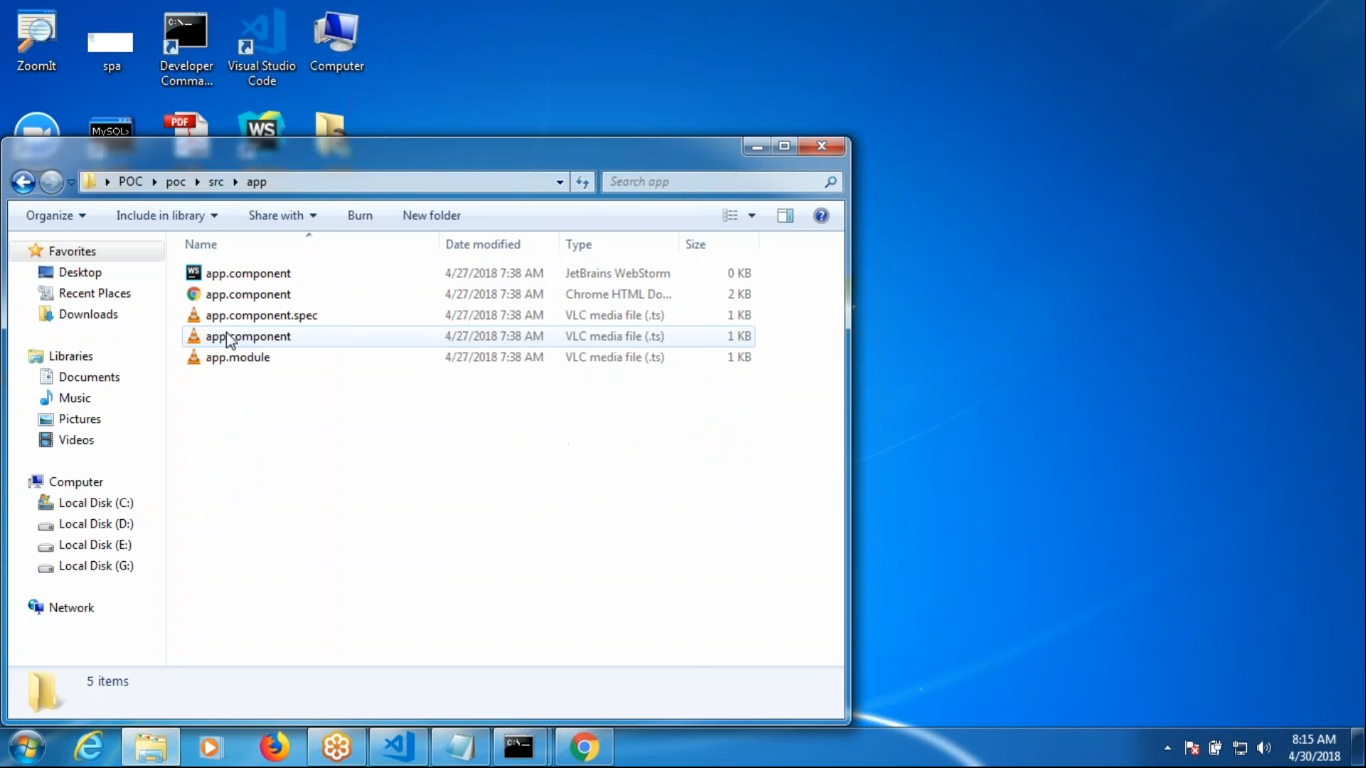 ZoomIt
spa
Developer
Comma...
Visual Studio
Code
Computer
MySQL>
PDF
WS
POC
poc
src
app
Search app
Organize
Include in library
Share with
Burn
New folder
Name
Date modified
Type
Size
app.component 4/27/2018 7:38 AM JetBrains WebStorm 0 KB
app.component 4/27/2018 7:38 AM Chrome HTML Do... 2 KB
app.component.spec 4/27/2018 7:38 AM VLC media file (.ts) 1 KB
app.component 4/27/2018 7:38 AM VLC media file (.ts) 1 KB
app.module 4/27/2018 7:38 AM VLC media file (.ts) 1 KB
Favorites
Desktop
Recent Places
Downloads
Libraries
Documents
Music
Pictures
Videos
Computer
Local Disk (C:)
Local Disk (D:)
Local Disk (E:)
Local Disk (G:)
Network
5 items
8:15 AM
4/30/2018